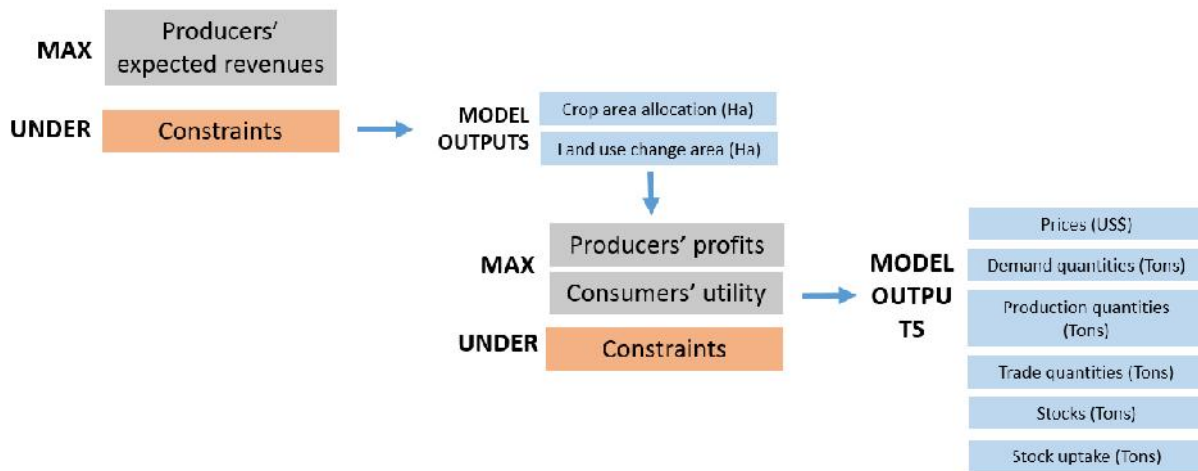 MAX
Producers'
expected revenues
UNDER
Constraints
MODEL
OUTPUTS
Crop area allocation (Ha)
Land use change area (Ha)
MAX
Producers' profits
Consumers' utility
UNDER
Constraints
MODEL
OUTPU
TS
Prices (US$)
Demand quantities (Tons)
Production quantities
(Tons)
Trade quantities (Tons)
Stocks (Tons)
Stock uptake (Tons)